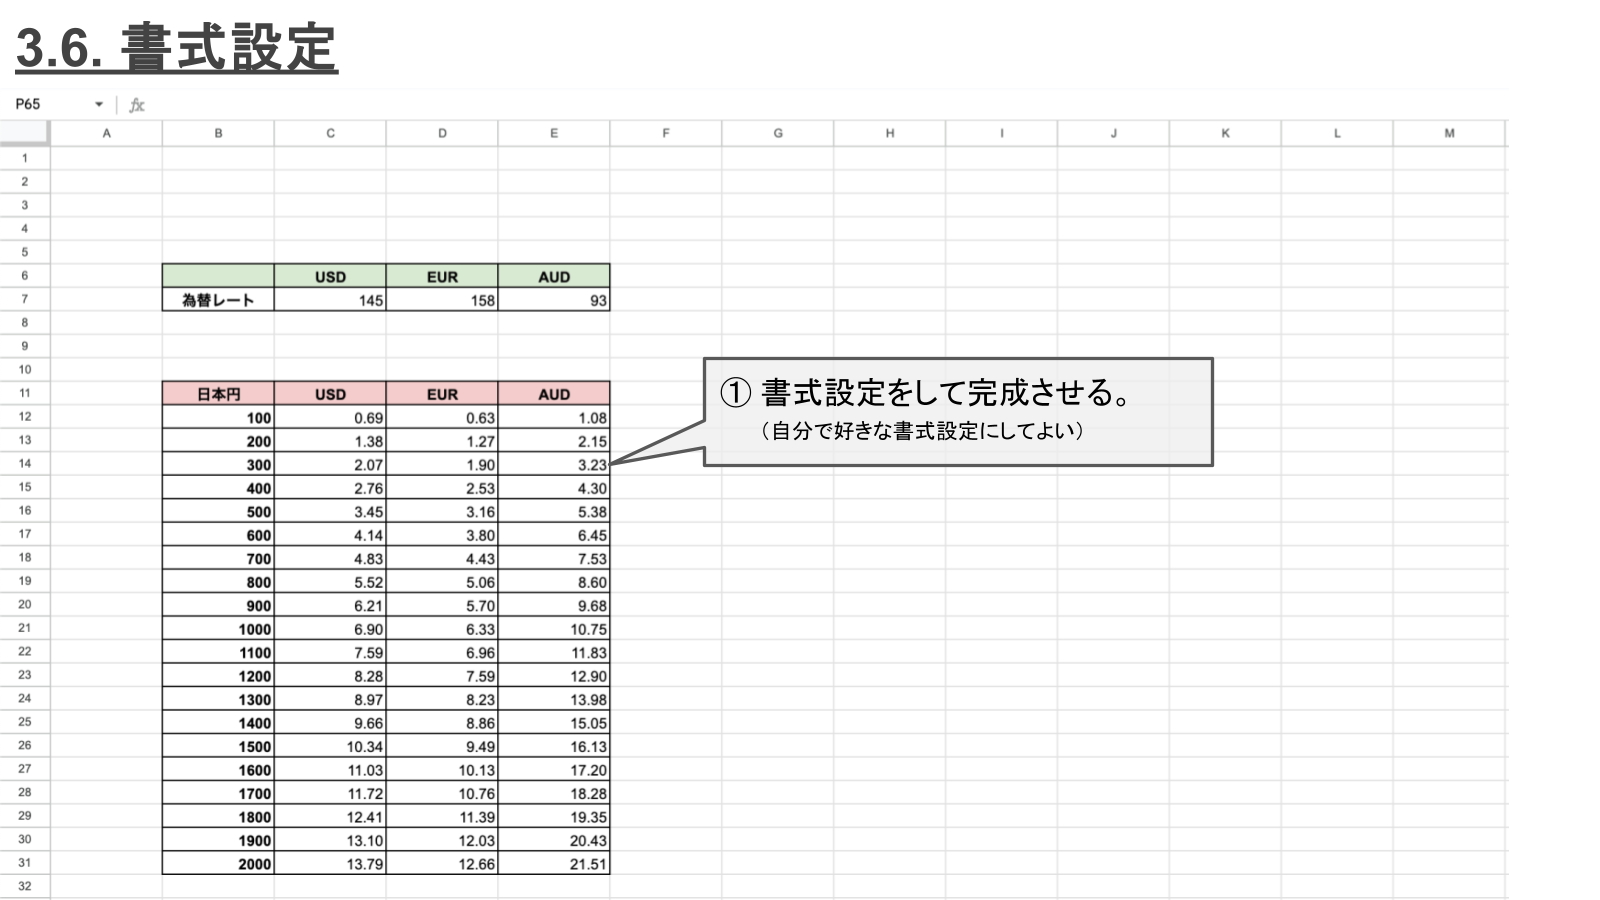 3.6. 書式設定
P65 fx
A B C D E F G H I J K L M
1
2
3
4
5
6 USD EUR AUD
7 為替レート 145 158 93
8
9
10
11 日本円 USD EUR AUD
① 書式設定をして完成させる。
（自分で好きな書式設定にしてよい）
12 100 0.69 0.63 1.08
13 200 1.38 1.27 2.15
14 300 2.07 1.90 3.23
15 400 2.76 2.53 4.30
16 500 3.45 3.16 5.38
17 600 4.14 3.80 6.45
18 700 4.83 4.43 7.53
19 800 5.52 5.06 8.60
20 900 6.21 5.70 9.68
21 1000 6.90 6.33 10.75
22 1100 7.59 6.96 11.83
23 1200 8.28 7.59 12.90
24 1300 8.97 8.23 13.98
25 1400 9.66 8.86 15.05
26 1500 10.34 9.49 16.13
27 1600 11.03 10.13 17.20
28 1700 11.72 10.76 18.28
29 1800 12.41 11.39 19.35
30 1900 13.10 12.03 20.43
31 2000 13.79 12.66 21.51
32